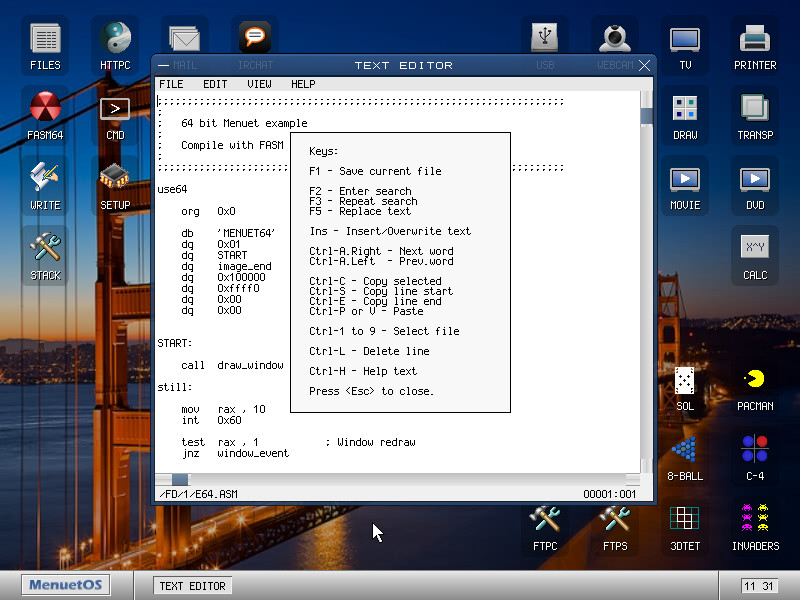 FILES
HTTPC
MAIL
IRCHAT
USB
WEBCAM
TV
PRINTER
FASM64
CMD
DRAW
TRANSP
WRITE
SETUP
MOVIE
DVD
STACK
CALC
SOL
PACMAN
8-BALL
C-4
FTPC
FTPS
3DTET
INVADERS
TEXT EDITOR
FILE EDIT VIEW HELP
;;;;;;;;;;;;;;;;;;;;;;;;;;;;;;;;;;;;;;;;;;;;;;;;;;;;;;;;;;;;;;;;;;;;
;
; 64 bit Menuet example
;
; Compile with FASM
;
;;;;;;;;;;;;;;;;;;;;;; ;;;;;;;;;
use64
org 0x0
db 'MENUET64'
dq 0x01
dq START
dq image_end
dq 0x100000
dq 0xffff0
dq 0x00
dq 0x00
START:
call draw_window
still:
mov rax , 10
int 0x60
test rax , 1 ; Window redraw
jnz window_event
Keys:
F1 - Save current file
F2 - Enter search
F3 - Repeat search
F5 - Replace text
Ins - Insert/Overwrite text
Ctrl-A.Right - Next word
Ctrl-A.Left - Prev.word
Ctrl-C - Copy selected
Ctrl-S - Copy line start
Ctrl-E - Copy line end
Ctrl-P or V - Paste
Ctrl-1 to 9 - Select file
Ctrl-L - Delete line
Ctrl-H - Help text
Press <Esc> to close.
/FD/1/E64.ASM 00001:001
MenuetOS
TEXT EDITOR
11 31
X^Y
>